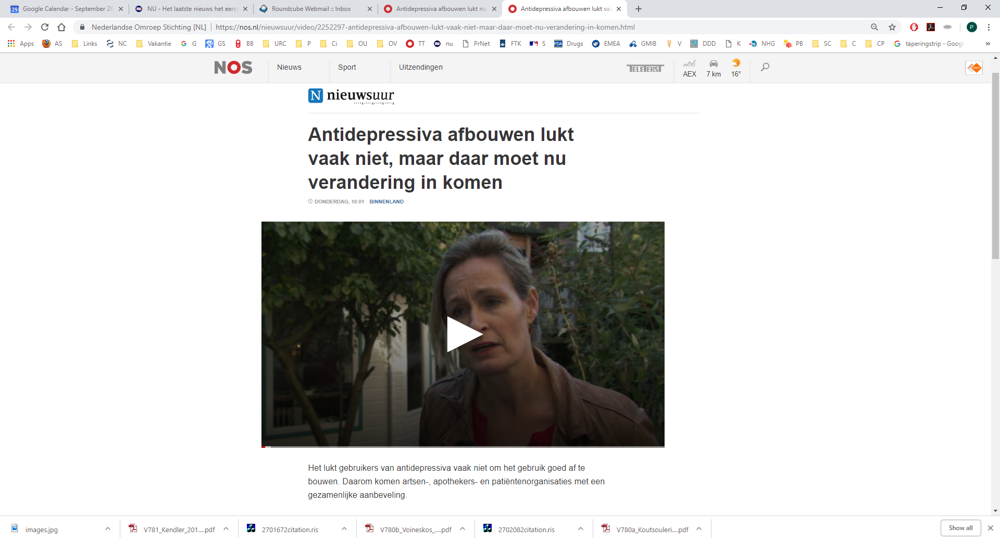 Google Calendar - September 20
NU - Het laatste nieuws het eerst
Roundcube Webmail :: Inbox
Antidepressiva afbouwen lukt nu
Antidepressiva afbouwen lukt va
Nederlandse Omroep Stichting [NL] | https://nos.nl/nieuwsuur/video/2252297-antidepressiva-afbouwen-lukt-vaak-niet-maar-daar-moet-nu-verandering-in-komen.html
Apps AS Links NC Vakantie G GS BB URC P Ci OU OV TT nu PrNet FTK S Drugs EMEA GMIB V DDD K NHG PB SC C CP taperingstrip - Googl »
NOS Nieuws Sport Uitzendingen TELETEKST AEX 7 km 16°
N nieuwsuur
Antidepressiva afbouwen lukt
vaak niet, maar daar moet nu
verandering in komen
DONDERDAG, 10:01 BINNENLAND
Het lukt gebruikers van antidepressiva vaak niet om het gebruik goed af te
bouwen. Daarom komen artsen-, apothekers- en patiëntenorganisaties met een
gezamenlijke aanbeveling.
images.jpg
V781_Kendler_201....pdf
2701672citation.ris
V780b_Voineskos_....pdf
2702082citation.ris
V780a_Koutsouleri....pdf
Show all